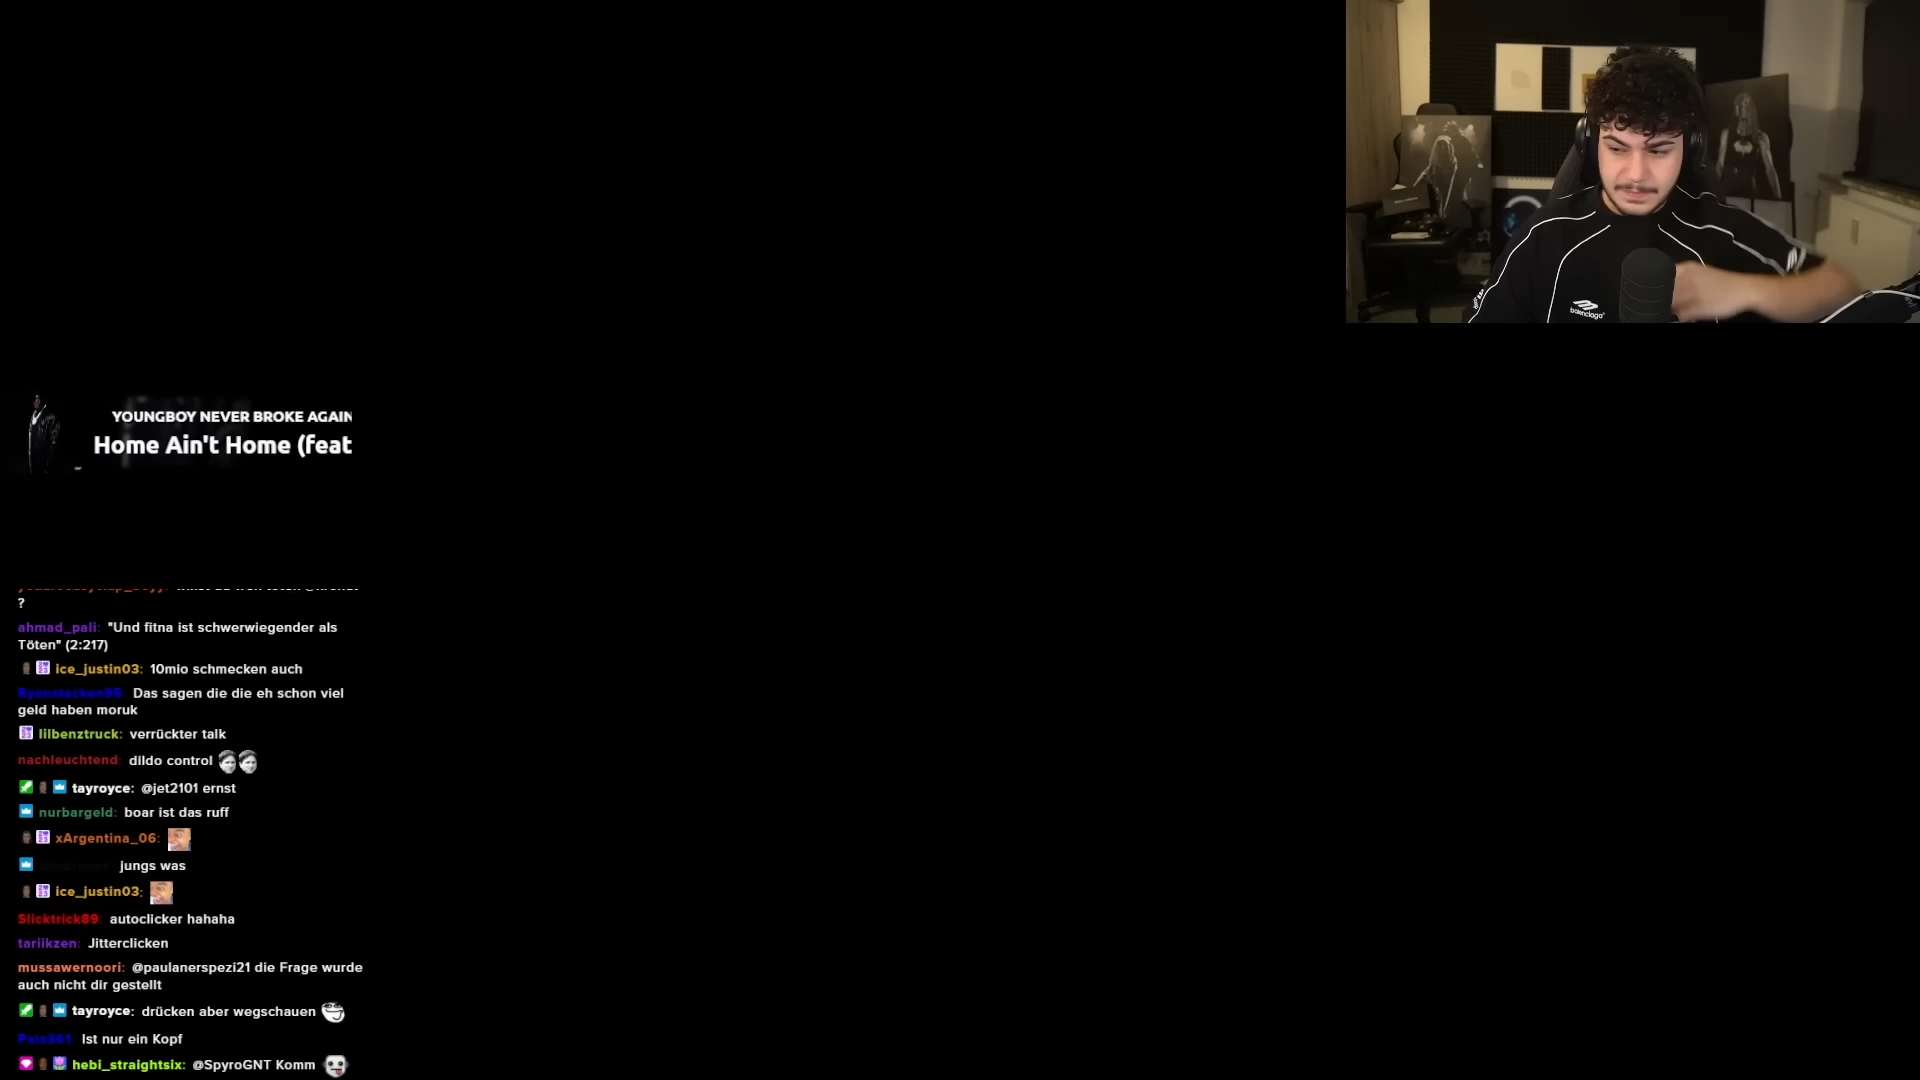 balenciaga
YOUNGBOY NEVER BROKE AGAIN
Home Ain't Home (feat
?
ahmad_pali: "Und fitna ist schwerwiegender als
Töten" (2:217)
ice_justin03: 10mio schmecken auch
Das sagen die die eh schon viel
geld haben moruk
lilbenztruck: verrückter talk
nachleuchtend: dildo control
tayroyce: @jet2101 ernst
nurbargeld: boar ist das ruff
xArgentina_06:
jungs was
ice_justin03:
Slicktrick89: autoclicker hahaha
tariikzen: Jitterclicken
mussawernoori: @paulanerspezi21 die Frage wurde
auch nicht dir gestellt
tayroyce: drücken aber wegschauen
Ist nur ein Kopf
hebi_straightsix: @SpyroGNT Komm